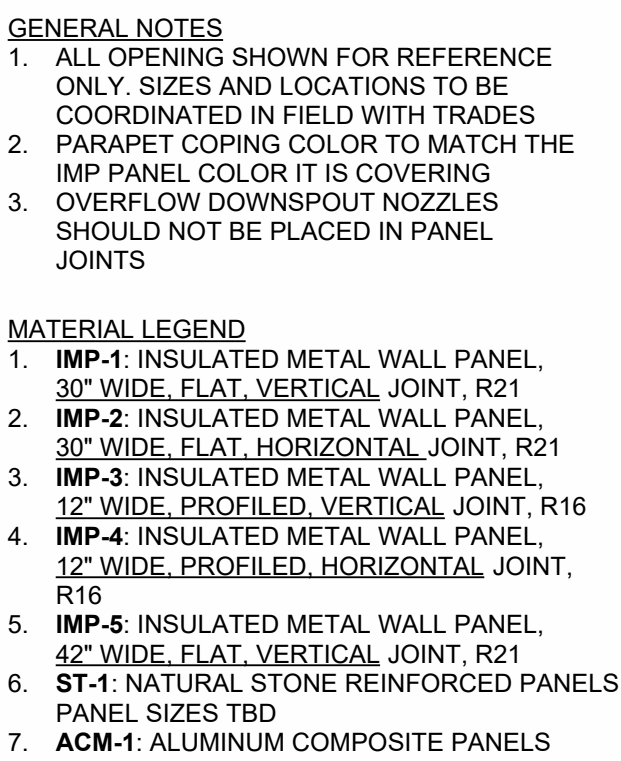 GENERAL NOTES
1. ALL OPENING SHOWN FOR REFERENCE
ONLY. SIZES AND LOCATIONS TO BE
COORDINATED IN FIELD WITH TRADES
2. PARAPET COPING COLOR TO MATCH THE
IMP PANEL COLOR IT IS COVERING
3. OVERFLOW DOWNSPOUT NOZZLES
SHOULD NOT BE PLACED IN PANEL
JOINTS
MATERIAL LEGEND
1. IMP-1: INSULATED METAL WALL PANEL,
30" WIDE, FLAT, VERTICAL JOINT, R21
2. IMP-2: INSULATED METAL WALL PANEL,
30" WIDE, FLAT, HORIZONTAL JOINT, R21
3. IMP-3: INSULATED METAL WALL PANEL,
12" WIDE, PROFILED, VERTICAL JOINT, R16
4. IMP-4: INSULATED METAL WALL PANEL,
12" WIDE, PROFILED, HORIZONTAL JOINT,
R16
5. IMP-5: INSULATED METAL WALL PANEL,
42" WIDE, FLAT, VERTICAL JOINT, R21
6. ST-1: NATURAL STONE REINFORCED PANELS
PANEL SIZES TBD
7. ACM-1: ALUMINUM COMPOSITE PANELS